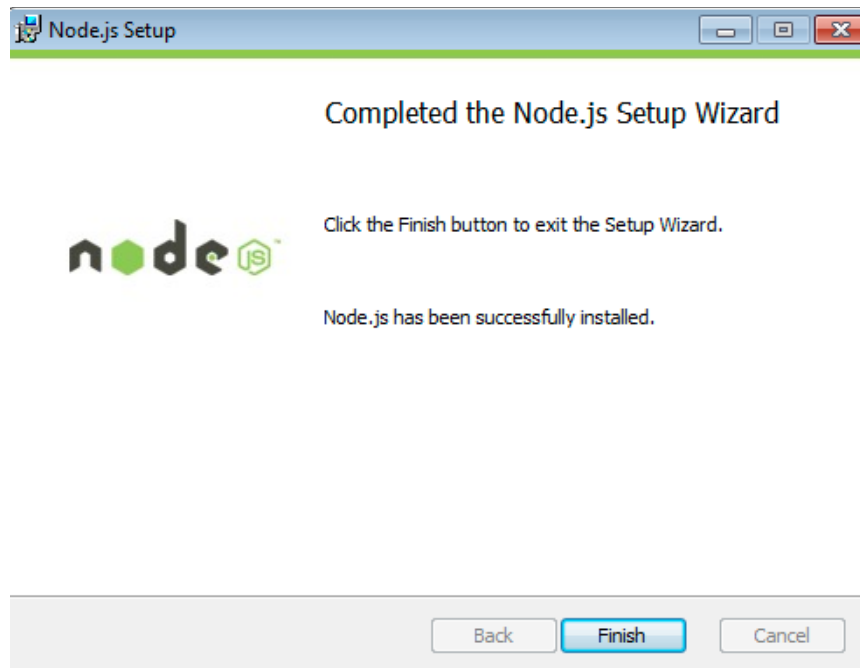 Node.js Setup
Completed the Node.js Setup Wizard
Click the Finish button to exit the Setup Wizard.
node JS™
Node.js has been successfully installed.
Back Finish Cancel